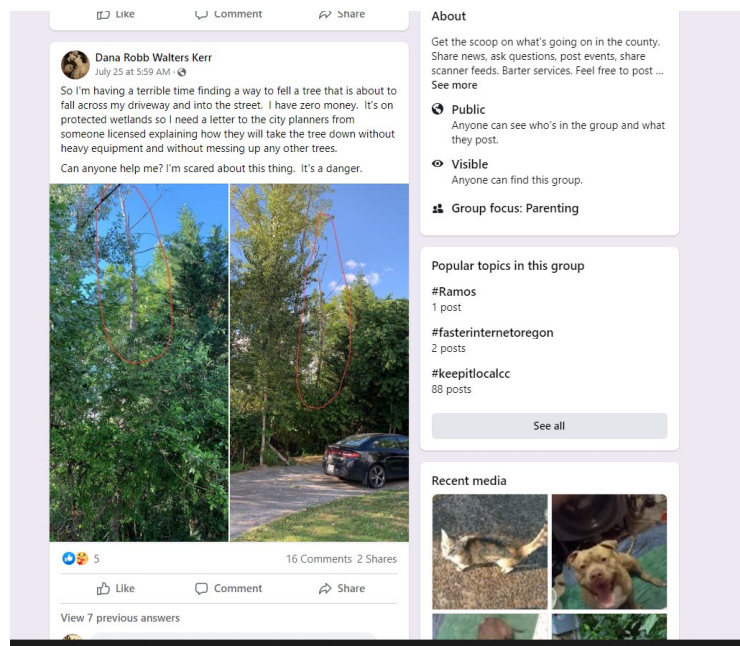 Like Comment Share
Dana Robb Walters Kerr
July 25 at 5:59 AM ·
So I'm having a terrible time finding a way to fell a tree that is about to
fall across my driveway and into the street. I have zero money. It's on
protected wetlands so I need a letter to the city planners from
someone licensed explaining how they will take the tree down without
heavy equipment and without messing up any other trees.
Can anyone help me? I'm scared about this thing. It's a danger.
5 16 Comments 2 Shares
Like Comment Share
View 7 previous answers
About
Get the scoop on what's going on in the county.
Share news, ask questions, post events, share
scanner feeds. Barter services. Feel free to post ...
See more
Public
Anyone can see who's in the group and what
they post.
Visible
Anyone can find this group.
Group focus: Parenting
Popular topics in this group
#Ramos
1 post
#fasterinternetoregon
2 posts
#keepitlocalcc
88 posts
See all
Recent media